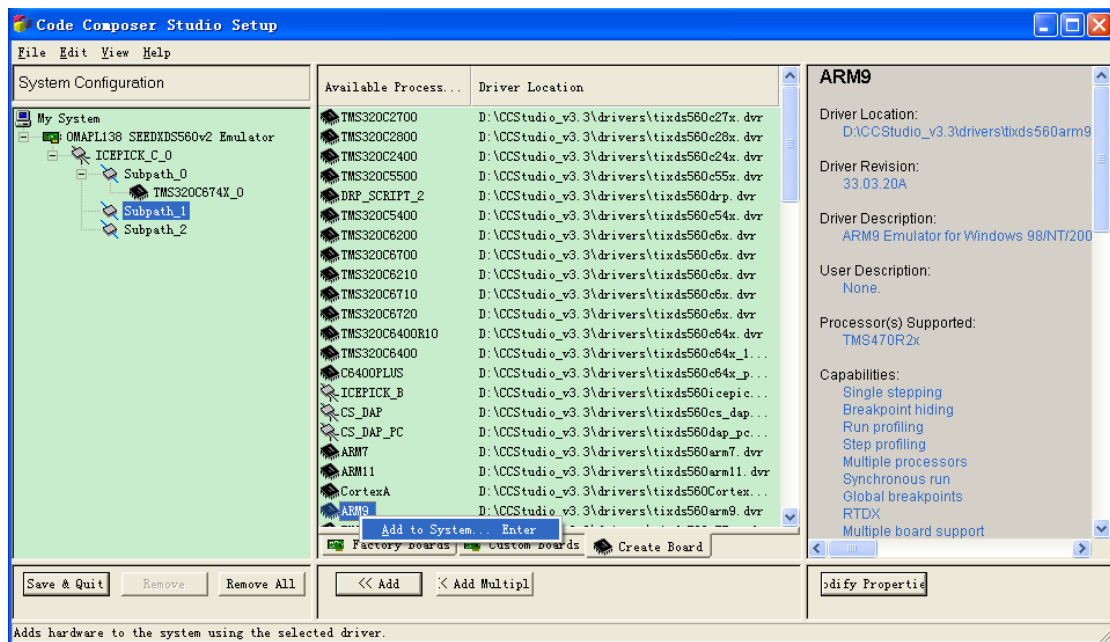 Code Composer Studio Setup
File Edit View Help
System Configuration
My System
OMAPL138 SEEDXDS560v2 Emulator
ICEPICK_C_0
Subpath_0
TMS320C674X_0
Subpath_1
Subpath_2
Available Process... Driver Location
TMS320C2700 D:\CCStudio_v3.3\drivers\tixds560c27x.dvr
TMS320C2800 D:\CCStudio_v3.3\drivers\tixds560c28x.dvr
TMS320C2400 D:\CCStudio_v3.3\drivers\tixds560c24x.dvr
TMS320C5500 D:\CCStudio_v3.3\drivers\tixds560c55x.dvr
DRP_SCRIPT_2 D:\CCStudio_v3.3\drivers\tixds560drp.dvr
TMS320C5400 D:\CCStudio_v3.3\drivers\tixds560c54x.dvr
TMS320C6200 D:\CCStudio_v3.3\drivers\tixds560c6x.dvr
TMS320C6700 D:\CCStudio_v3.3\drivers\tixds560c6x.dvr
TMS320C6210 D:\CCStudio_v3.3\drivers\tixds560c6x.dvr
TMS320C6710 D:\CCStudio_v3.3\drivers\tixds560c6x.dvr
TMS320C6720 D:\CCStudio_v3.3\drivers\tixds560c6x.dvr
TMS320C6400R10 D:\CCStudio_v3.3\drivers\tixds560c64x.dvr
TMS320C6400 D:\CCStudio_v3.3\drivers\tixds560c64x_1...
C6400PLUS D:\CCStudio_v3.3\drivers\tixds560c64x_p...
ICEPICK_B D:\CCStudio_v3.3\drivers\tixds560icepic...
CS_DAP D:\CCStudio_v3.3\drivers\tixds560cs_dap...
CS_DAP_PC D:\CCStudio_v3.3\drivers\tixds560dap_pc...
ARM7 D:\CCStudio_v3.3\drivers\tixds560arm7.dvr
ARM11 D:\CCStudio_v3.3\drivers\tixds560arm11.dvr
CortexA D:\CCStudio_v3.3\drivers\tixds560Cortex...
ARM9 D:\CCStudio_v3.3\drivers\tixds560arm9.dvr
Add to System... Enter
Factory Boards Custom Boards Create Board
ARM9
Driver Location:
D:\CCStudio_v3.3\drivers\tixds560arm9
Driver Revision:
33.03.20A
Driver Description:
ARM9 Emulator for Windows 98/NT/200
User Description:
None.
Processor(s) Supported:
TMS470R2x
Capabilities:
Single stepping
Breakpoint hiding
Run profiling
Step profiling
Multiple processors
Synchronous run
Global breakpoints
RTDX
Multiple board support
Save & Quit Remove Remove All << Add < Add Multipl odify Propertie
Adds hardware to the system using the selected driver.